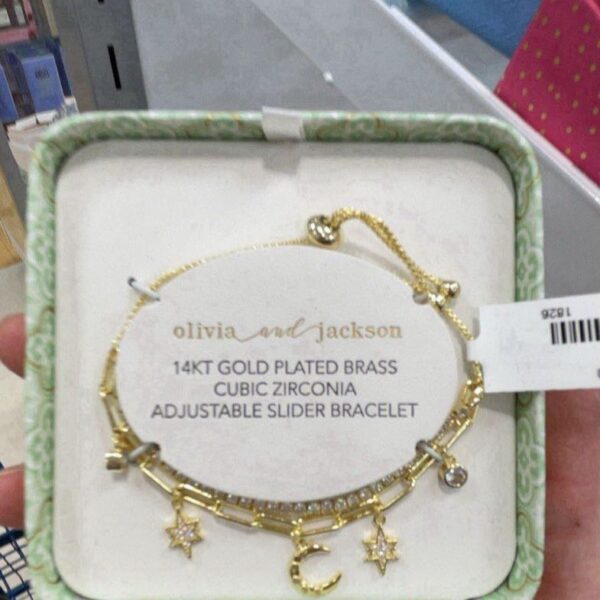 olivia and jackson
14KT GOLD PLATED BRASS
CUBIC ZIRCONIA
ADJUSTABLE SLIDER BRACELET
1826